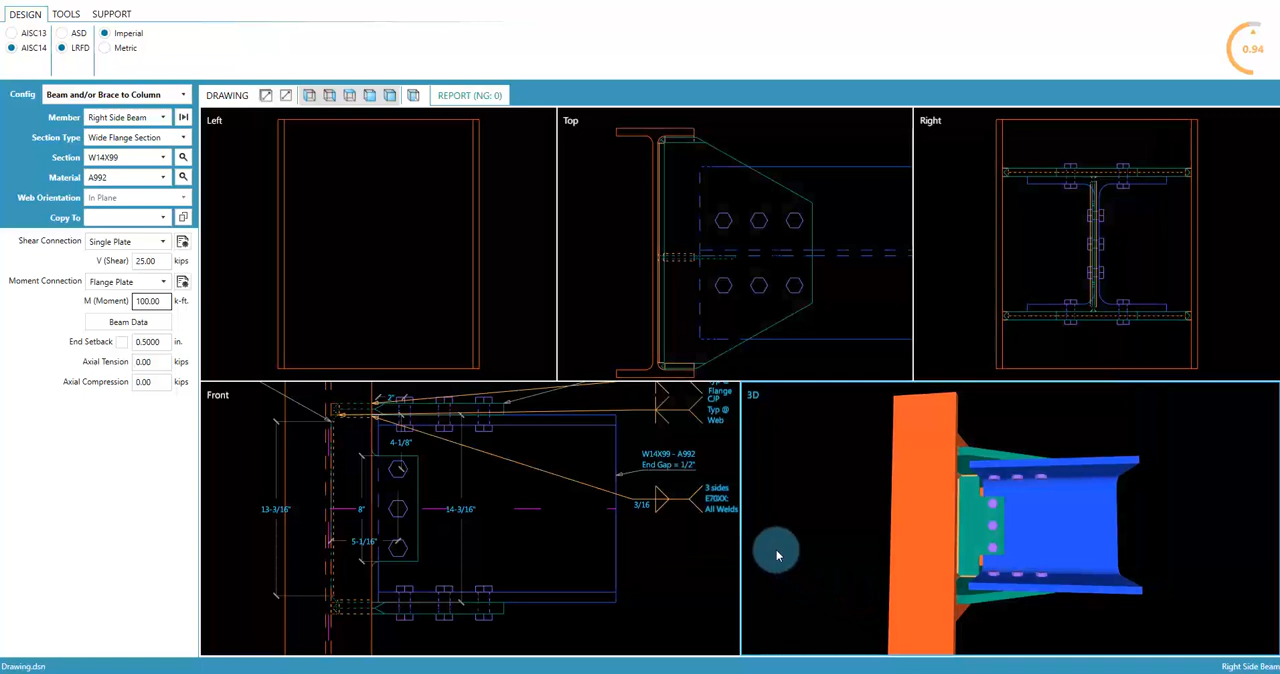 DESIGN TOOLS SUPPORT
AISC13 ASD Imperial
AISC14 LRFD Metric
0.94
Config Beam and/or Brace to Column
Member Right Side Beam
Section Type Wide Flange Section
Section W14X99
Material A992
Web Orientation In Plane
Copy To
Shear Connection Single Plate
V (Shear) 25.00 kips
Moment Connection Flange Plate
M (Moment) 100.00 k-ft.
Beam Data
End Setback 0.5000 in.
Axial Tension 0.00 kips
Axial Compression 0.00 kips
DRAWING REPORT (NG: 0)
Left
Top
Right
Front
2"
Flange
CJP
Typ @
Web
4-1/8"
W14X99 - A992
End Gap = 1/2"
3/16
3 sides
E70XX:
All Welds
13-3/16"
8"
14-3/16"
5-1/16"
3D
Drawing.dsn
Right Side Beam